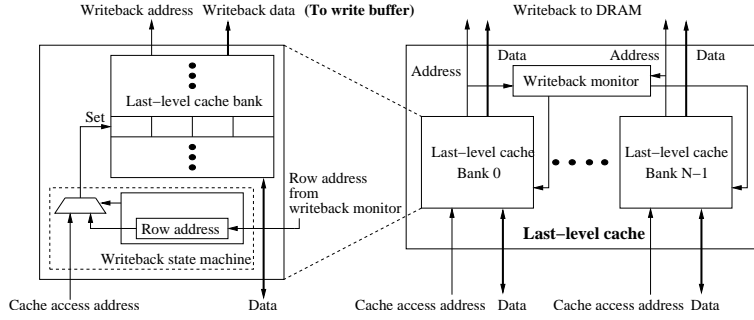 Writeback address
Writeback data
(To write buffer)
Last−level cache bank
Set
Row address
from
writeback monitor
Row address
Writeback state machine
Cache access address
Data
Writeback to DRAM
Address
Data
Address
Data
Writeback monitor
Last−level cache
Bank 0
Last−level cache
Bank N−1
Last−level cache
Cache access address
Data
Cache access address
Data